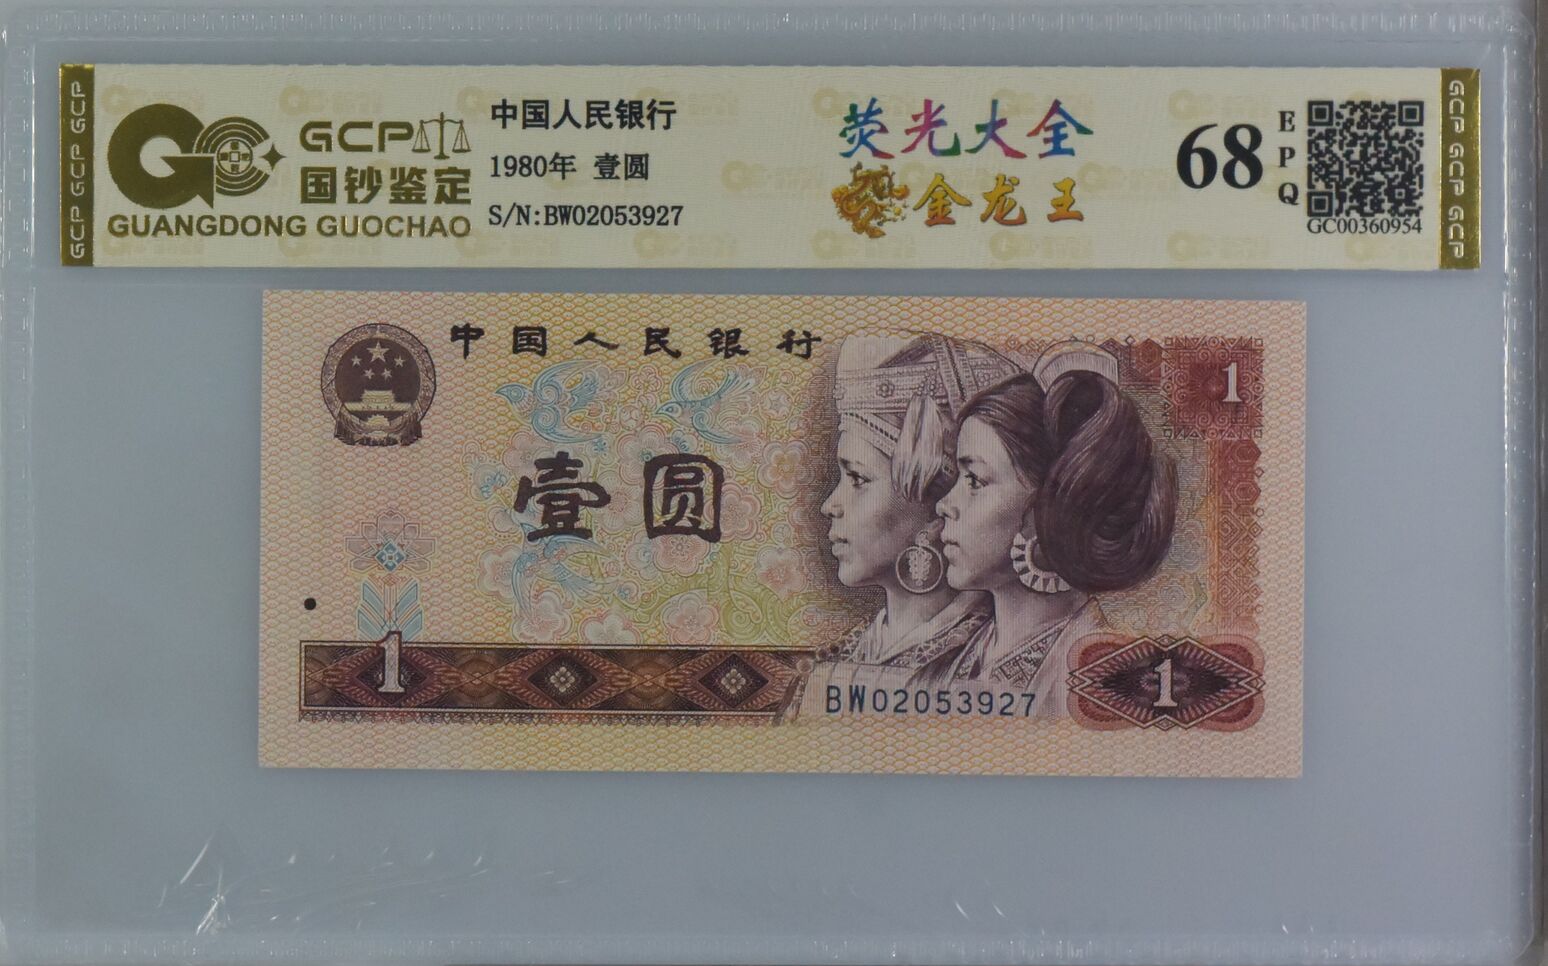 GCP GCP GCP
GCP
国钞鉴定
GUANGDONG GUOCHAO
中国人民银行
1980年 壹圆
S/N:BW02053927
荧光大全
金龙王
68
EPQ
GC00360954
GCP GCP GCP
中国人民银行
1
壹圆
1
BW02053927
1